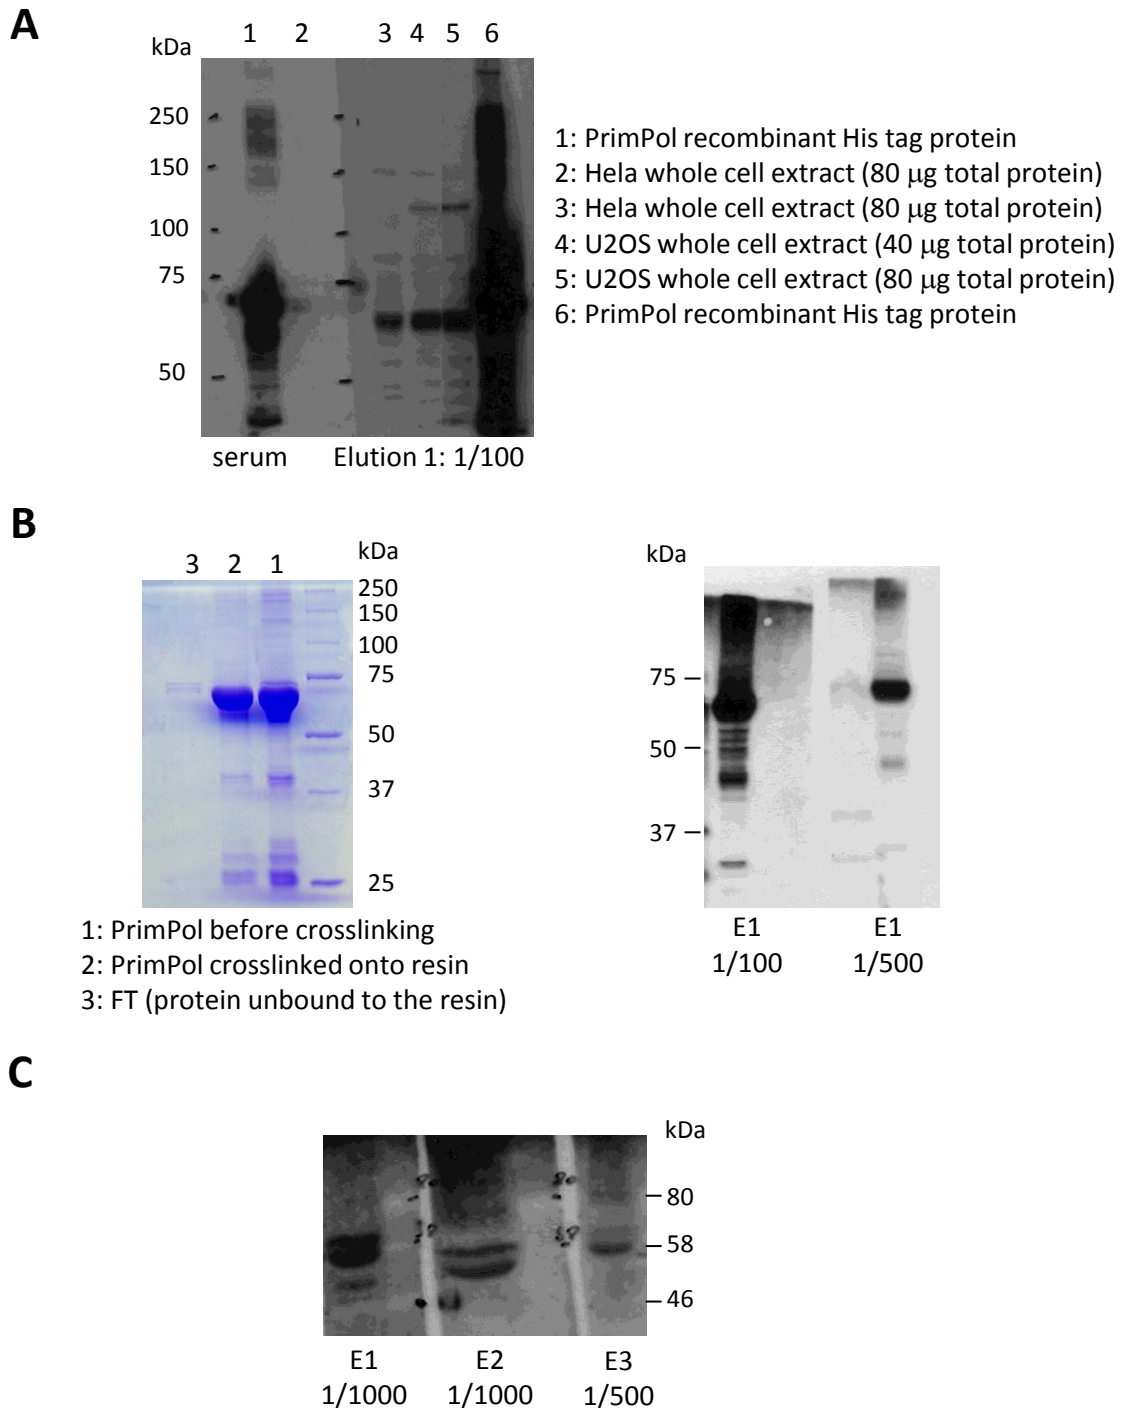 A
kDa 1 2 3 4 5 6
250
150
100
75
50
1: PrimPol recombinant His tag protein
2: Hela whole cell extract (80 μg total protein)
3: Hela whole cell extract (80 μg total protein)
4: U2OS whole cell extract (40 μg total protein)
5: U2OS whole cell extract (80 μg total protein)
6: PrimPol recombinant His tag protein
serum Elution 1: 1/100
B
3 2 1 kDa
250
150
100
75
50
37
25
1: PrimPol before crosslinking
2: PrimPol crosslinked onto resin
3: FT (protein unbound to the resin)
kDa
75
50
37
E1 E1
1/100 1/500
C
kDa
80
58
46
E1 E2 E3
1/1000 1/1000 1/500